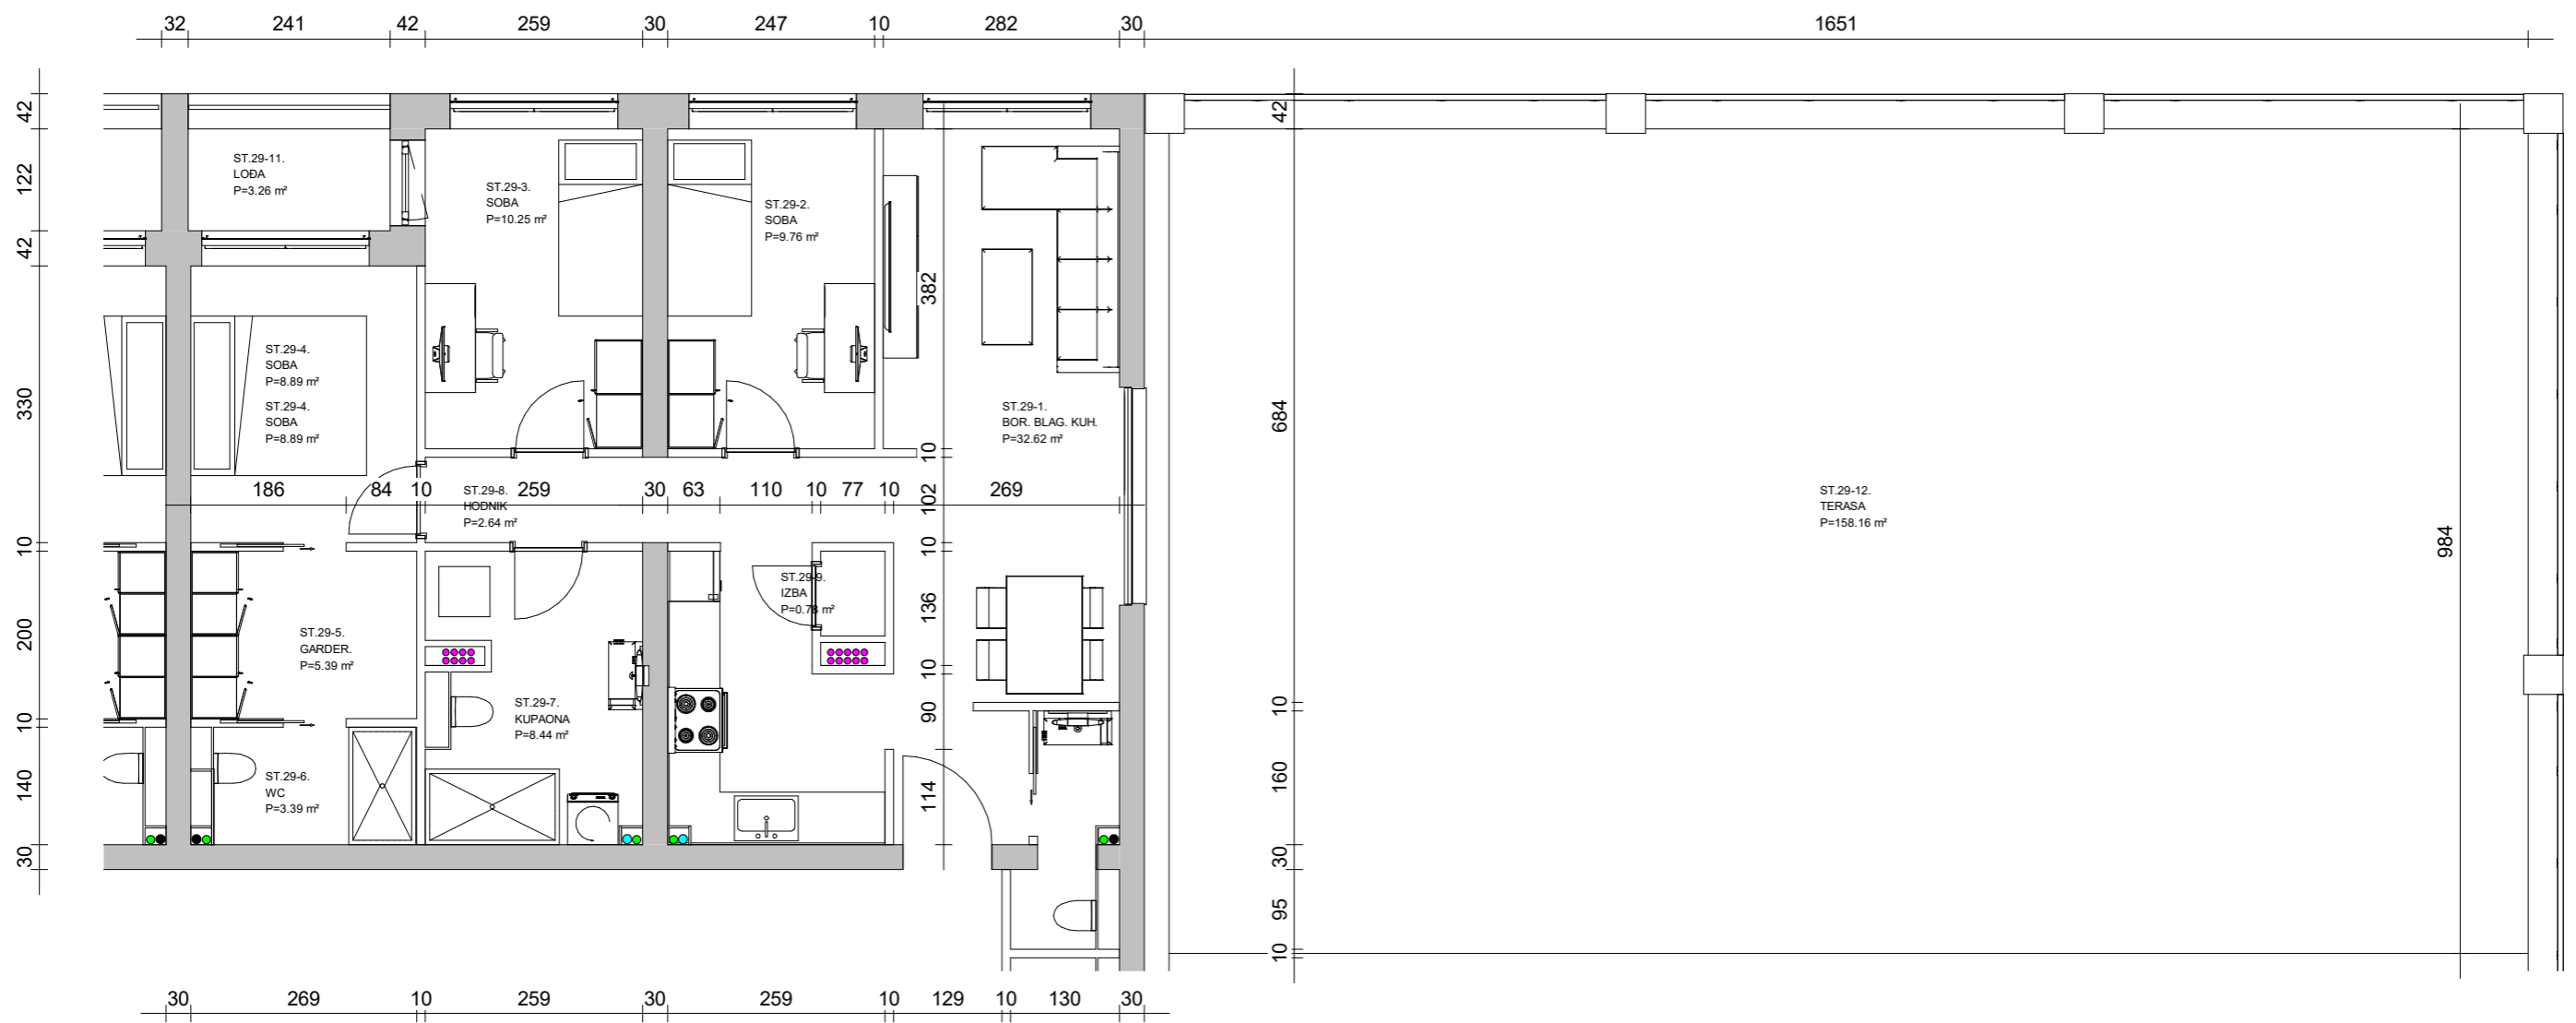 32 241 42 259 30 247 10 282 30 1651
42
122
42
330
10
200
10
140
30
ST.29-11.
LOĐA
P=3.26 m²
ST.29-3.
SOBA
P=10.25 m²
ST.29-2.
SOBA
P=9.76 m²
ST.29-4.
SOBA
P=8.89 m²
ST.29-4.
SOBA
P=8.89 m²
ST.29-1.
BOR. BLAG. KUH.
P=32.62 m²
186 84 10 259 30 63 110 10 77 10 269
ST.29-8.
HODNIK
P=2.64 m²
ST.29-12.
TERASA
P=158.16 m²
ST.29-9.
IZBA
P=0.78 m²
ST.29-5.
GARDER.
P=5.39 m²
ST.29-7.
KUPAONA
P=8.44 m²
ST.29-6.
WC
P=3.39 m²
382
10
102
10
136
10
90
114
42
684
10
160
30
95
10
984
30 269 10 259 30 259 10 129 10 130 30